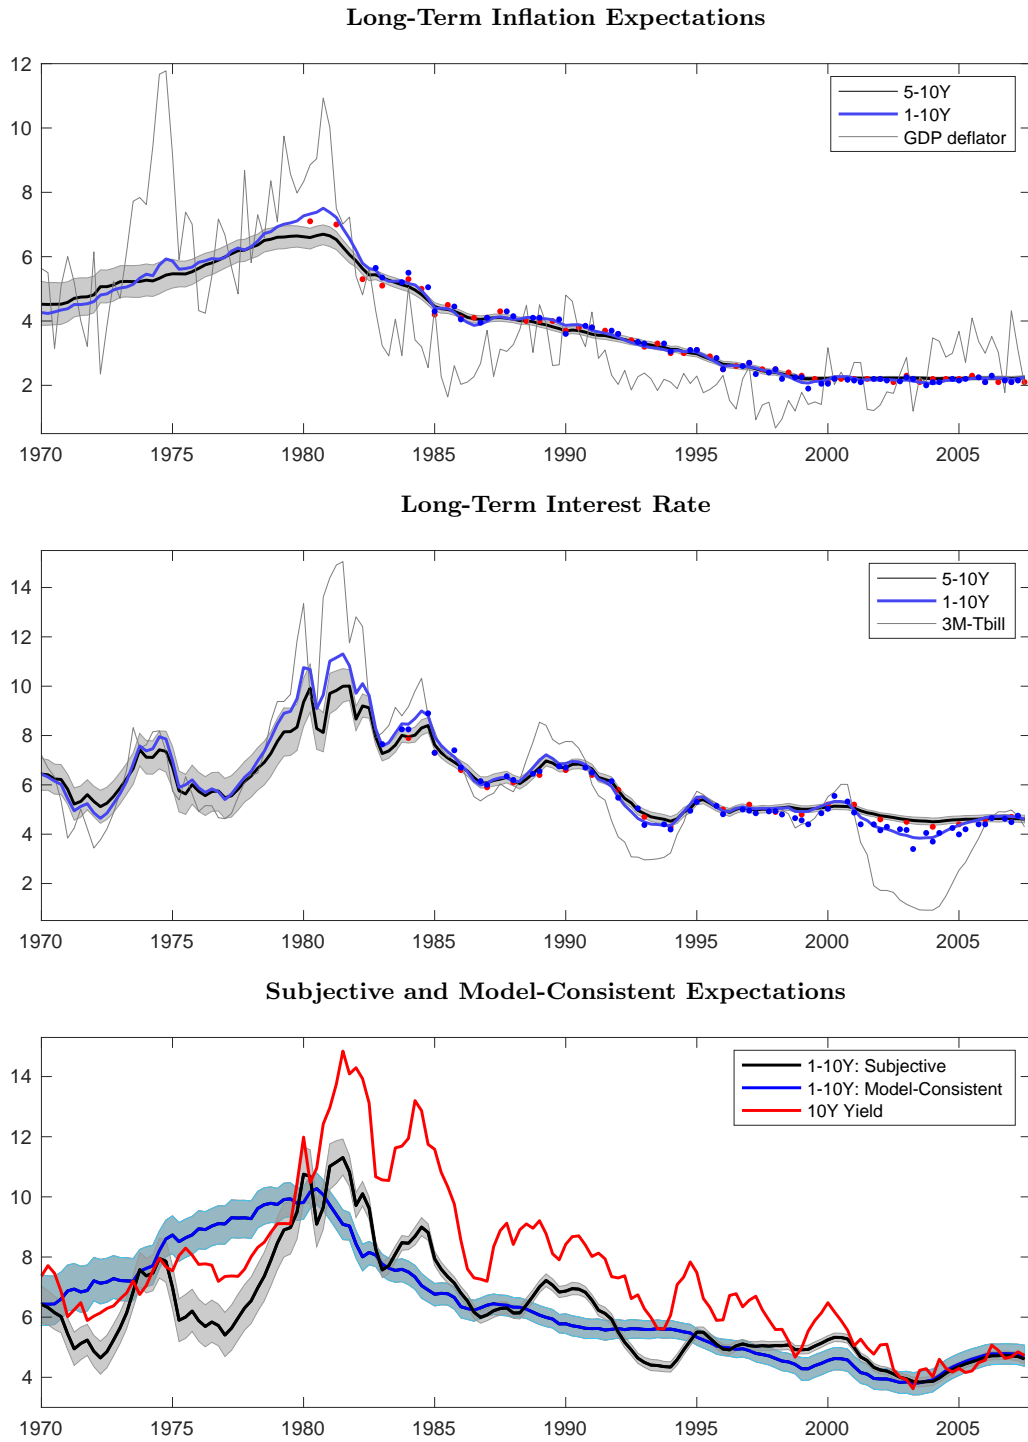 Long-Term Inflation Expectations
12
10
8
6
4
2
5-10Y
1-10Y
GDP deflator
1970 1975 1980 1985 1990 1995 2000 2005
Long-Term Interest Rate
14
12
10
8
6
4
2
5-10Y
1-10Y
3M-Tbill
1970 1975 1980 1985 1990 1995 2000 2005
Subjective and Model-Consistent Expectations
14
12
10
8
6
4
1-10Y: Subjective
1-10Y: Model-Consistent
10Y Yield
1970 1975 1980 1985 1990 1995 2000 2005